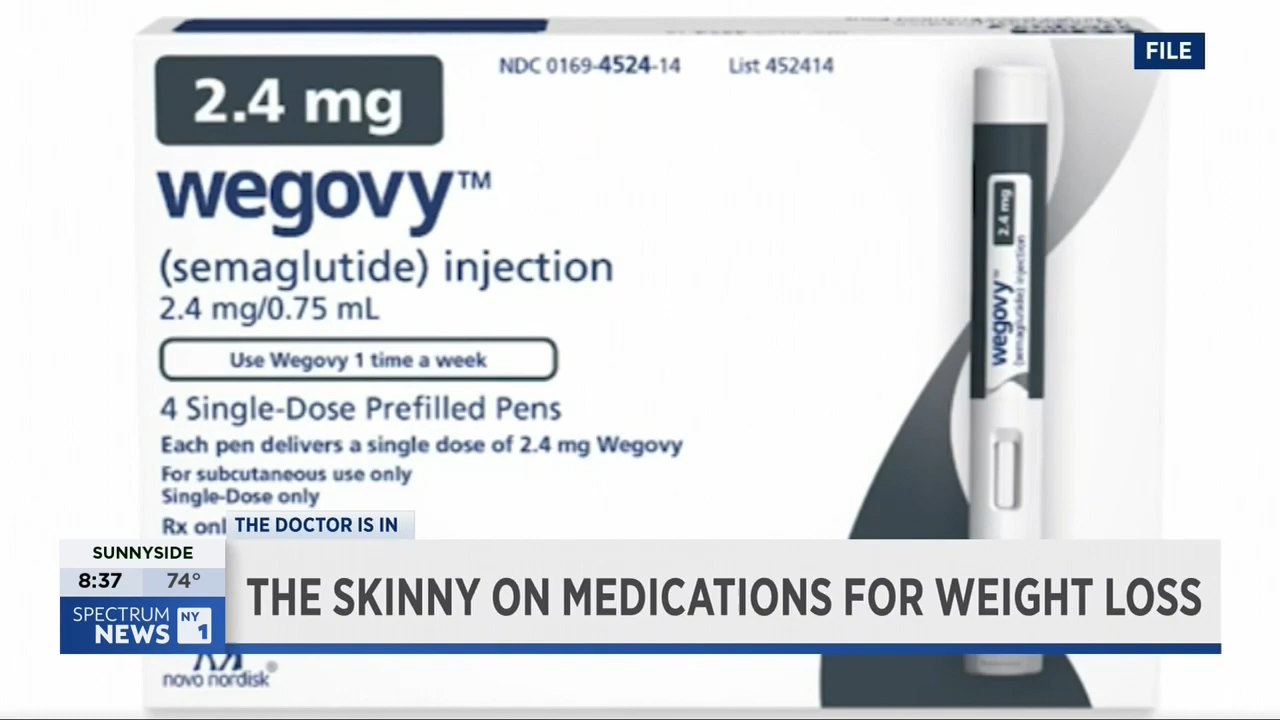 FILE
NDC 0169-4524-14
List 452414
2.4 mg
wegovy™
(semaglutide) injection
2.4 mg/0.75 mL
Use Wegovy 1 time a week
4 Single-Dose Prefilled Pens
Each pen delivers a single dose of 2.4 mg Wegovy
For subcutaneous use only
Single-Dose only
Rx onl
2.4 mg
wegovy™
(semaglutide) injection
THE DOCTOR IS IN
THE SKINNY ON MEDICATIONS FOR WEIGHT LOSS
SUNNYSIDE
8:37 74°
SPECTRUM
NEWS NY 1
novo nordisk®